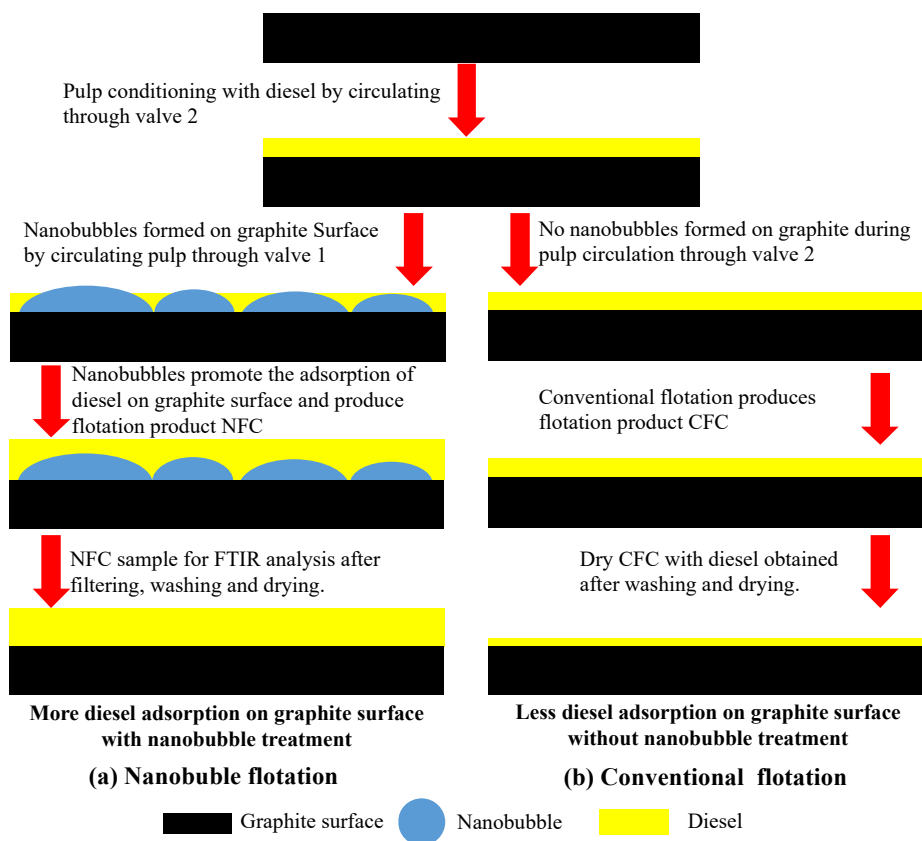 Pulp conditioning with diesel by circulating
through valve 2
Nanobubbles formed on graphite Surface
by circulating pulp through valve 1
No nanobubbles formed on graphite during
pulp circulation through valve 2
Nanobubbles promote the adsorption of
diesel on graphite surface and produce
flotation product NFC
Conventional flotation produces
flotation product CFC
NFC sample for FTIR analysis after
filtering, washing and drying.
Dry CFC with diesel obtained
after washing and drying.
More diesel adsorption on graphite surface
with nanobubble treatment
Less diesel adsorption on graphite surface
without nanobubble treatment
(a) Nanobuble flotation
(b) Conventional flotation
Graphite surface
Nanobubble
Diesel